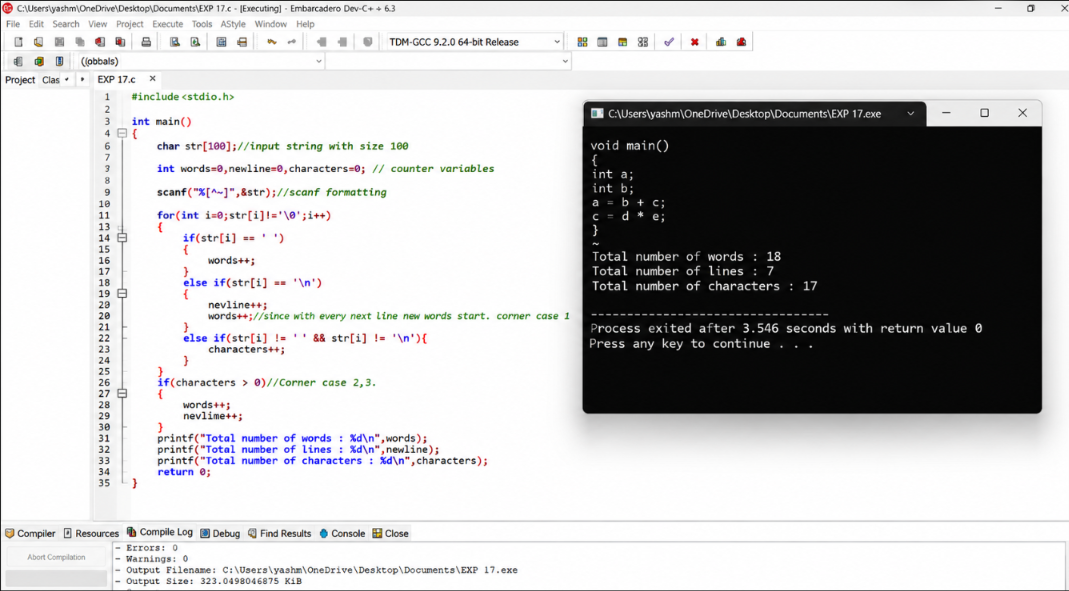 C:\Users\yashm\OneDrive\Desktop\Documents\EXP 17.c - [Executing] - Embarcadero Dev-C++ ÷ 6.3
File Edit Search View Project Execute Tools AStyle Window Help
TDM-GCC 9.2.0 64-bit Release
((obbals)
Project Clas EXP 17.c
1 #include<stdio.h>
2
3 int main()
4 {
6 char str[100];//input string with size 100
7
7 int words=0,newline=0,characters=0; // counter variables
8
9 scanf("%[^~]",&str);//scanf formatting
10
11 for(int i=0;str[i]!='\0';i++)
13 {
14 if(str[i] == ' ')
15 {
16 words++;
17 }
18 else if(str[i] == '\n')
19 {
20 nevline++;
20 words++;//since with every next line new words start. corner case 1
21 }
22 else if(str[i] != ' ' && str[i] != '\n'){
23 characters++;
24 }
25 }
26 if(characters > 0)//Corner case 2,3.
27 {
28 words++;
29 nevlime++;
30 }
31 printf("Total number of words : %d\n",words);
32 printf("Total number of lines : %d\n",newline);
33 printf("Total number of characters : %d\n",characters);
34 return 0;
35 }
C:\Users\yashm\OneDrive\Desktop\Documents\EXP 17.exe
void main()
{
int a;
int b;
a = b + c;
c = d * e;
}
~
Total number of words : 18
Total number of lines : 7
Total number of characters : 17
--------------------------------
Process exited after 3.546 seconds with return value 0
Press any key to continue . . .
Compiler Resources Compile Log Debug Find Results Console Close
Abort Compilation
- Errors: 0
- Warnings: 0
- Output Filename: C:\Users\yashm\OneDrive\Desktop\Documents\EXP 17.exe
- Output Size: 323.0498046875 KiB